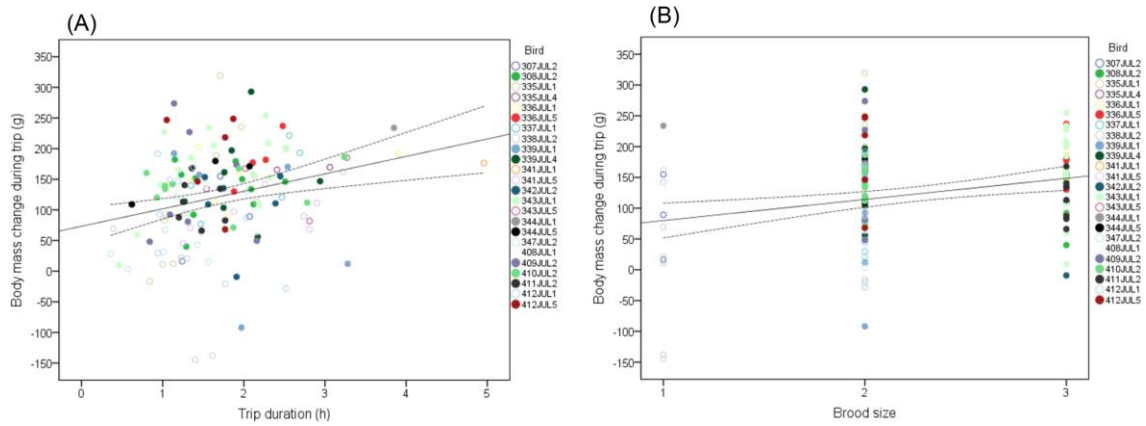 (A)
Body mass change during trip (g)
350
300
250
200
150
100
50
0
-50
-100
-150
0 1 2 3 4 5
Trip duration (h)
Bird
307JUL2
308JUL2
335JUL1
335JUL4
336JUL1
336JUL5
337JUL1
338JUL2
339JUL1
339JUL4
341JUL1
341JUL5
342JUL2
343JUL1
343JUL5
344JUL1
344JUL5
347JUL2
408JUL1
409JUL2
410JUL2
411JUL2
412JUL1
412JUL5
(B)
Body mass change during trip (g)
350
300
250
200
150
100
50
0
-50
-100
-150
1 2 3
Brood size
Bird
307JUL2
308JUL2
335JUL1
335JUL4
336JUL1
336JUL5
337JUL1
338JUL2
339JUL1
339JUL4
341JUL1
341JUL5
342JUL2
343JUL1
343JUL5
344JUL1
344JUL5
347JUL2
408JUL1
409JUL2
410JUL2
411JUL2
412JUL1
412JUL5